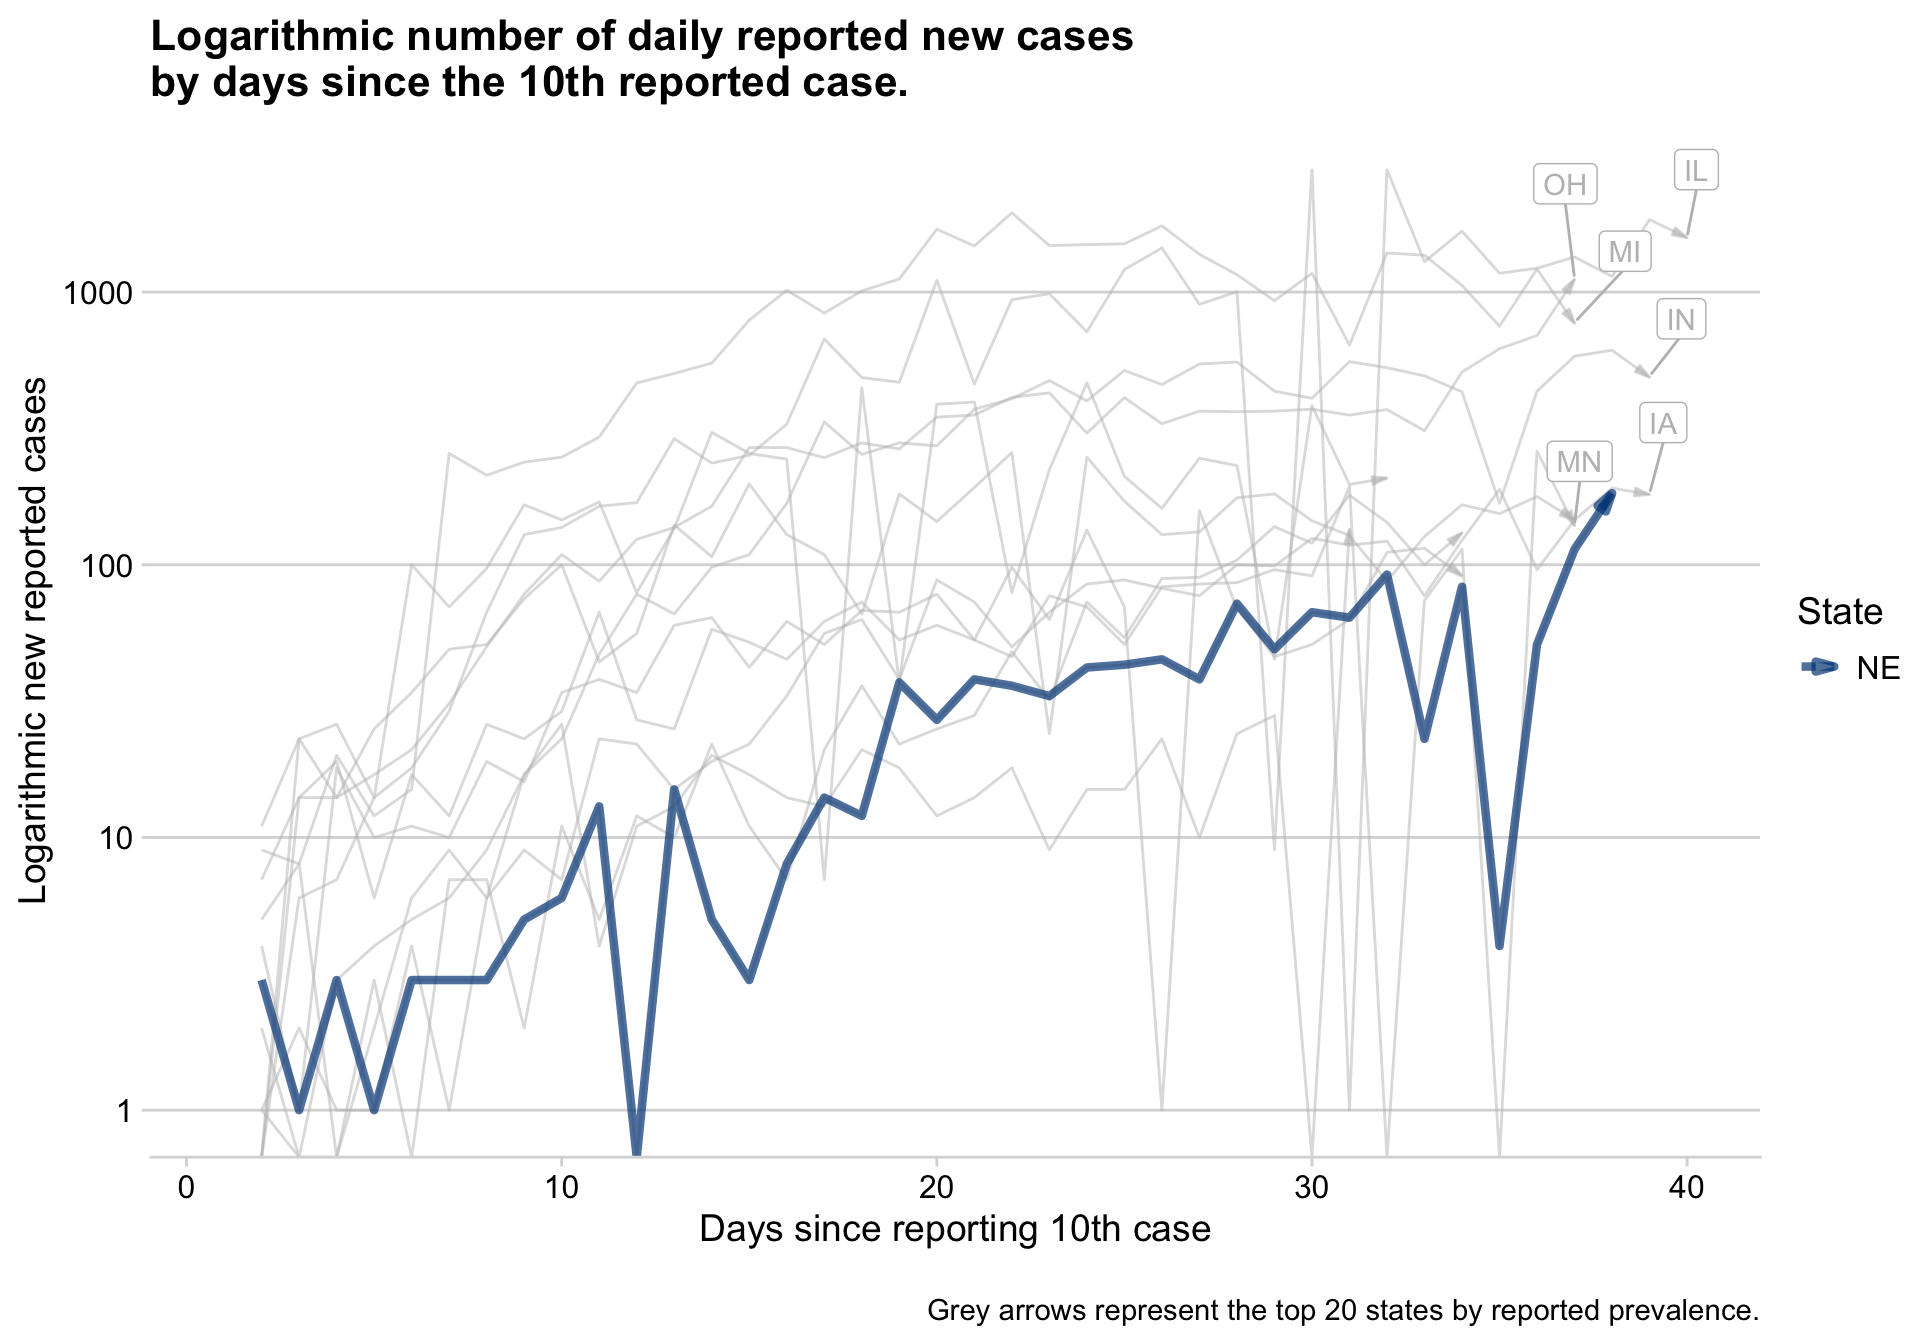 Logarithmic number of daily reported new cases
by days since the 10th reported case.
OH
IL
MI
IN
IA
MN
1000
100
10
1
Logarithmic new reported cases
State
NE
0
10
20
30
40
Days since reporting 10th case
Grey arrows represent the top 20 states by reported prevalence.